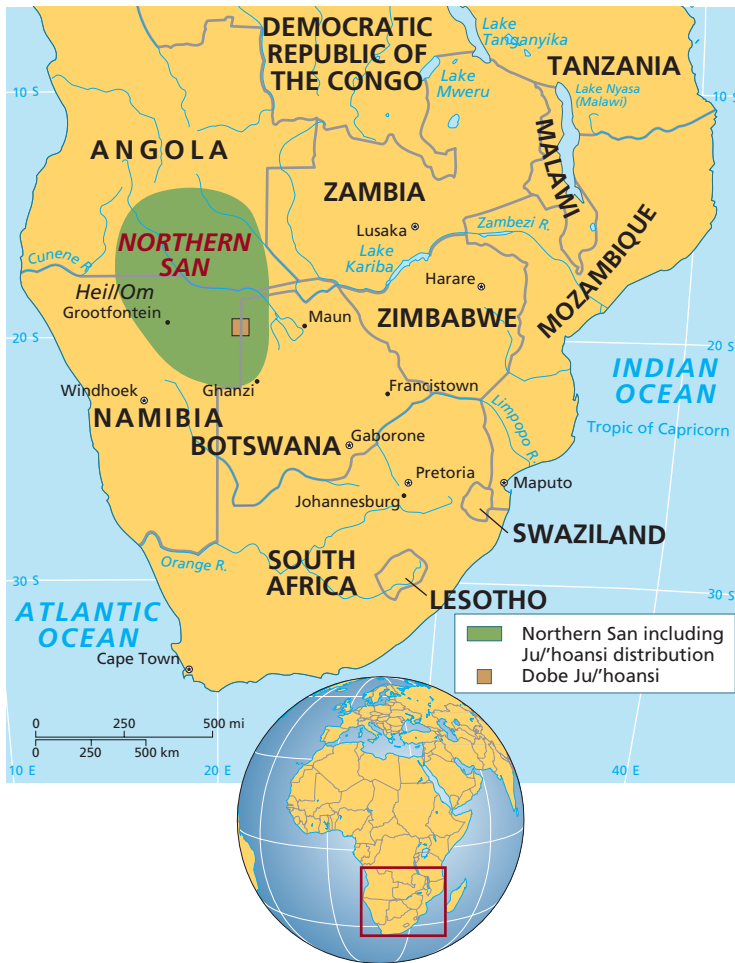 DEMOCRATIC
REPUBLIC OF
THE CONGO
Lake
Tanganyika
TANZANIA
Lake
Mweru
Lake Nyasa
(Malawi)
10 S
10 S
ANGOLA
MALAWI
ZAMBIA
Lusaka
Zambezi R.
MOZAMBIQUE
NORTHERN
SAN
Cunene R.
Lake
Kariba
Harare
Heil/Om
Grootfontein
Maun
ZIMBABWE
20 S
20 S
INDIAN
OCEAN
Windhoek
Ghanzi
Francistown
NAMIBIA
Limpopo R.
Tropic of Capricorn
BOTSWANA
Gaborone
Pretoria
Maputo
Johannesburg
SWAZILAND
Orange R.
SOUTH
AFRICA
30 S
30 S
LESOTHO
ATLANTIC
OCEAN
Cape Town
Northern San including
Ju/'hoansi distribution
Dobe Ju/'hoansi
0 250 500 mi
0 250 500 km
10 E
20 E
40 E